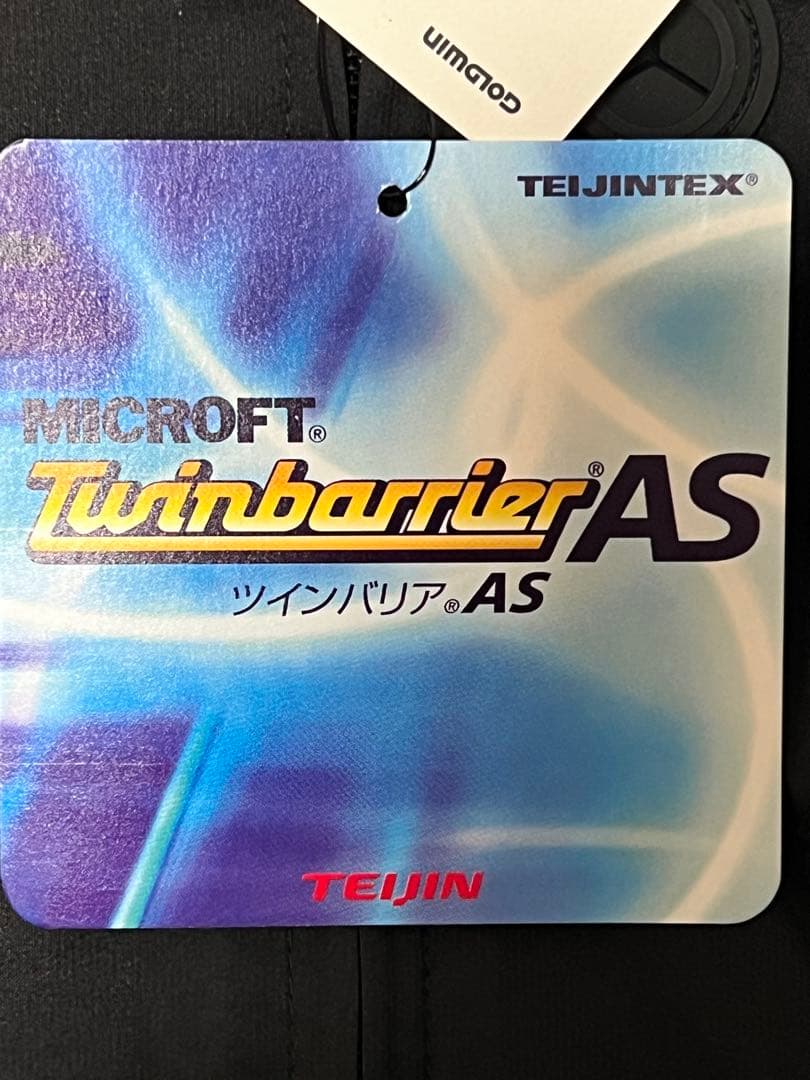 GOLDWIN
TEIJINTEX®
MICROFT®
Twinbarrier®AS
ツインバリア®AS
TEIJIN